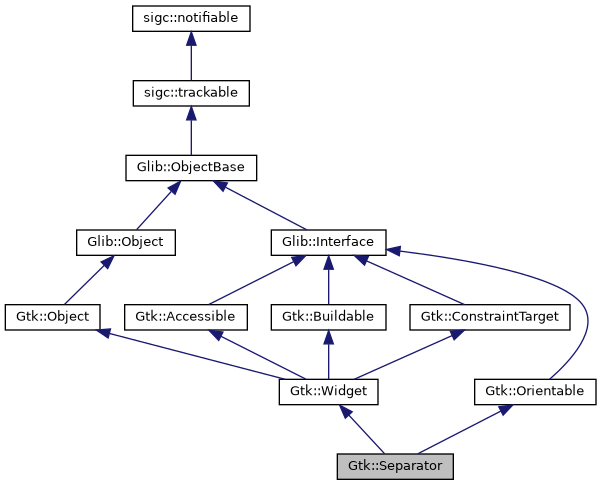 sigc::notifiable
sigc::trackable
Glib::ObjectBase
Glib::Object
Glib::Interface
Gtk::Object
Gtk::Accessible
Gtk::Buildable
Gtk::ConstraintTarget
Gtk::Widget
Gtk::Orientable
Gtk::Separator